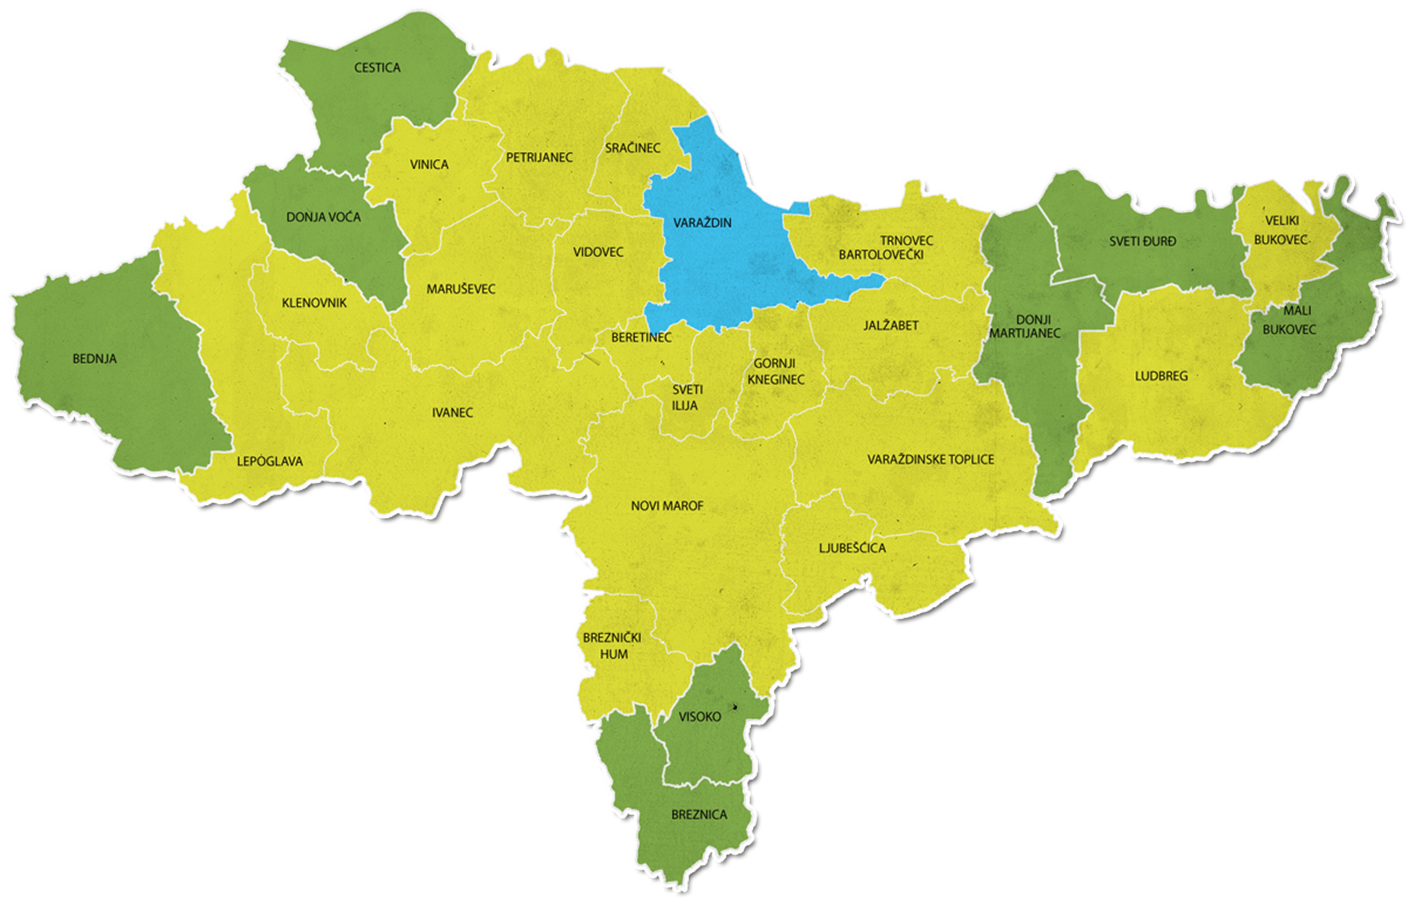 CESTICA
VINICA
PETRIJANEC
SRAČINEC
DONJA VOĆA
VARAŽDIN
VELIKI
BUKOVEC
TRNOVEC
BARTOLOVEČKI
SVETI ĐURĐ
VIDOVEC
MARUŠEVEC
KLENOVNIK
MALI
BUKOVEC
DONJI
MARTIJANEC
JALŽABET
BERETINEC
BEDNJA
GORNJI
KNEGINEC
LUDBREG
SVETI
ILIJA
IVANEC
LEPOGLAVA
VARAŽDINSKE TOPLICE
NOVI MAROF
LJUBEŠĆICA
BREZNIČKI
HUM
VISOKO
BREZNICA